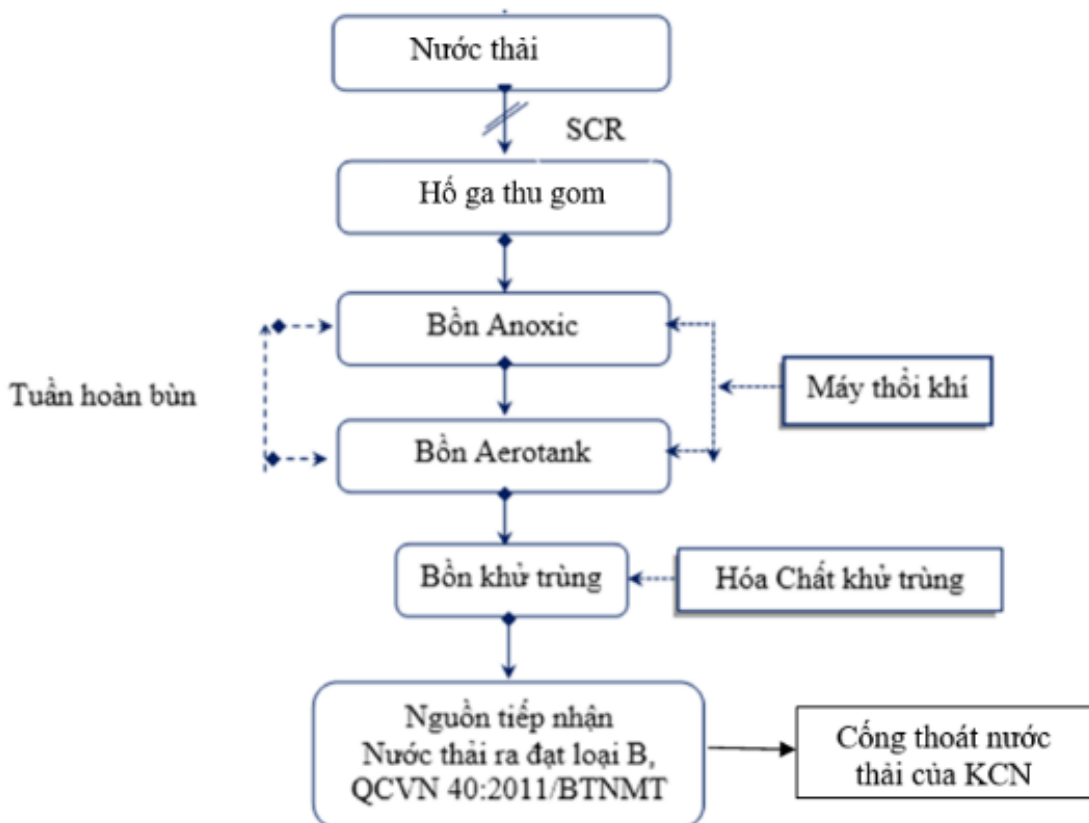 Nước thải
SCR
Hố ga thu gom
Bồn Anoxic
Máy thổi khí
Tuần hoàn bùn
Bồn Aerotank
Bồn khử trùng
Hóa Chất khử trùng
Nguồn tiếp nhận
Nước thải ra đạt loại B,
QCVN 40:2011/BTNMT
Cống thoát nước
thải của KCN